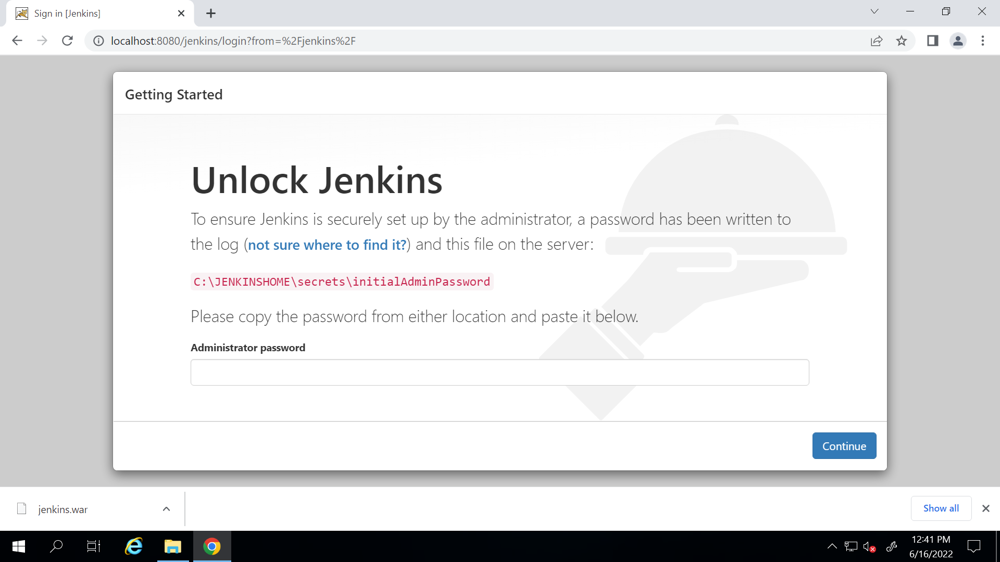 Sign in [Jenkins]
localhost:8080/jenkins/login?from=%2Fjenkins%2F
Getting Started
Unlock Jenkins
To ensure Jenkins is securely set up by the administrator, a password has been written to
the log (not sure where to find it?) and this file on the server:
C:\JENKINSHOME\secrets\initialAdminPassword
Please copy the password from either location and paste it below.
Administrator password
Continue
jenkins.war
Show all
12:41 PM
6/16/2022